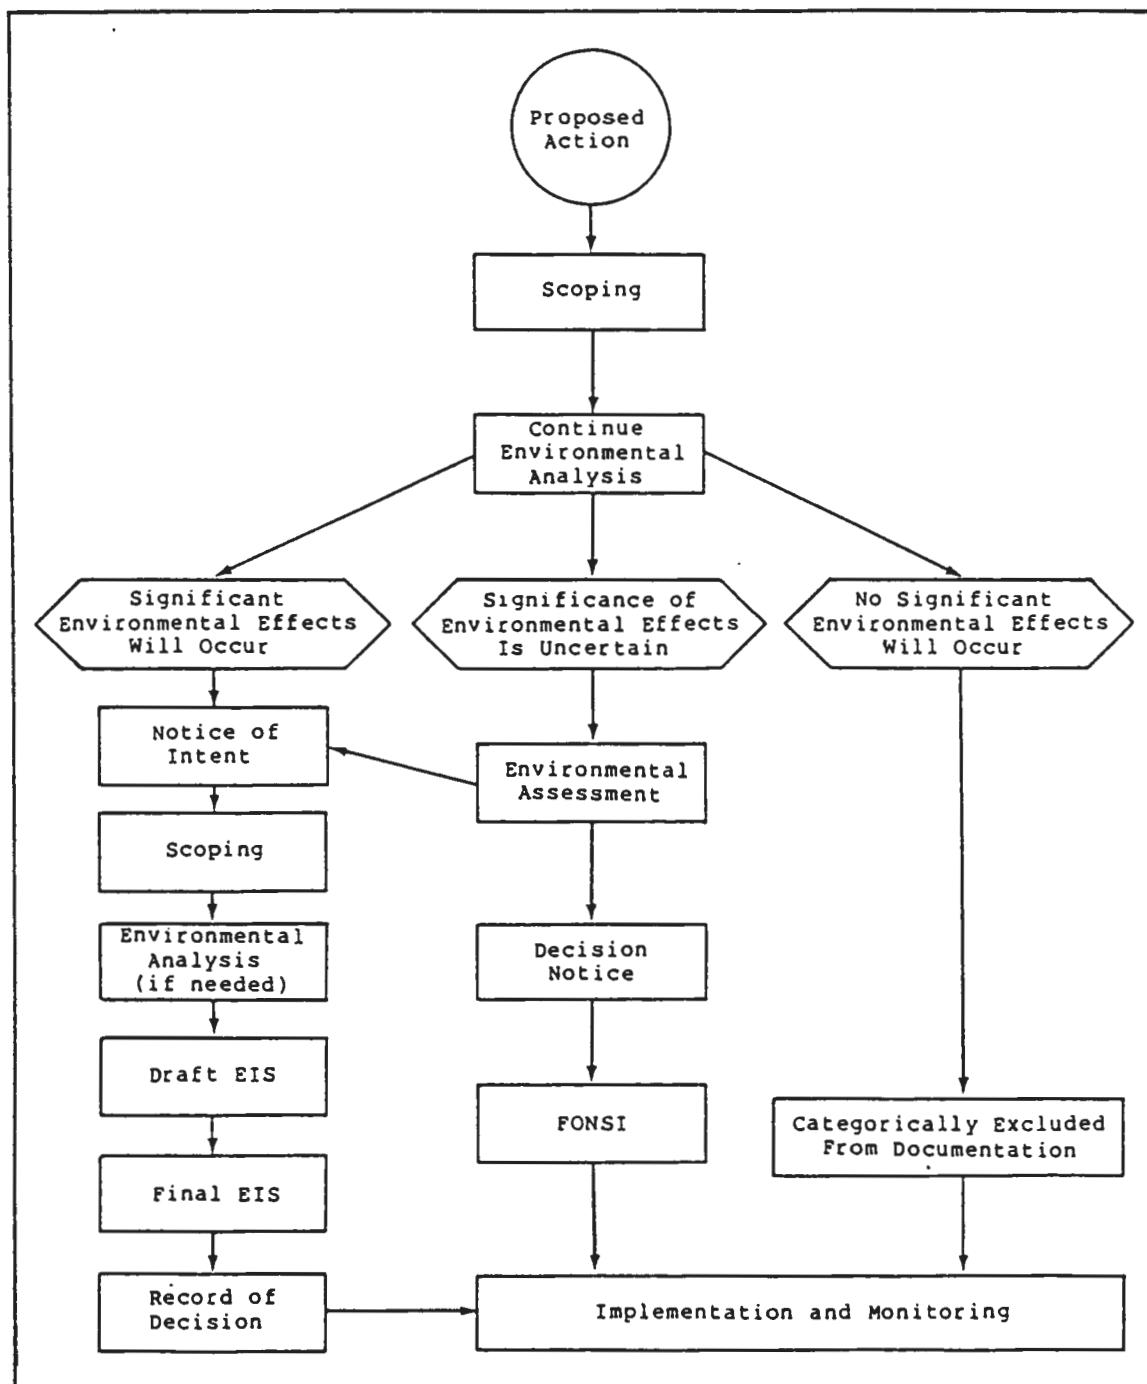 Proposed
Action
Scoping
Continue
Environmental
Analysis
Significant
Environmental Effects
Will Occur
Significance of
Environmental Effects
Is Uncertain
No Significant
Environmental Effects
Will Occur
Notice of
Intent
Environmental
Assessment
Scoping
Environmental
Analysis
(if needed)
Decision
Notice
Draft EIS
FONSI
Categorically Excluded
From Documentation
Final EIS
Record of
Decision
Implementation and Monitoring